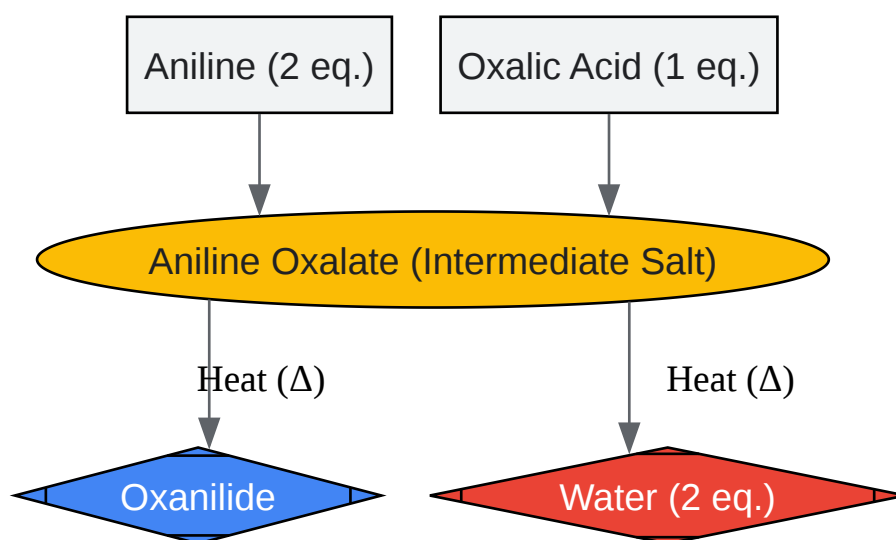 Aniline (2 eq.)
Oxalic Acid (1 eq.)
Aniline Oxalate (Intermediate Salt)
Heat (Δ)
Heat (Δ)
Oxanilide
Water (2 eq.)